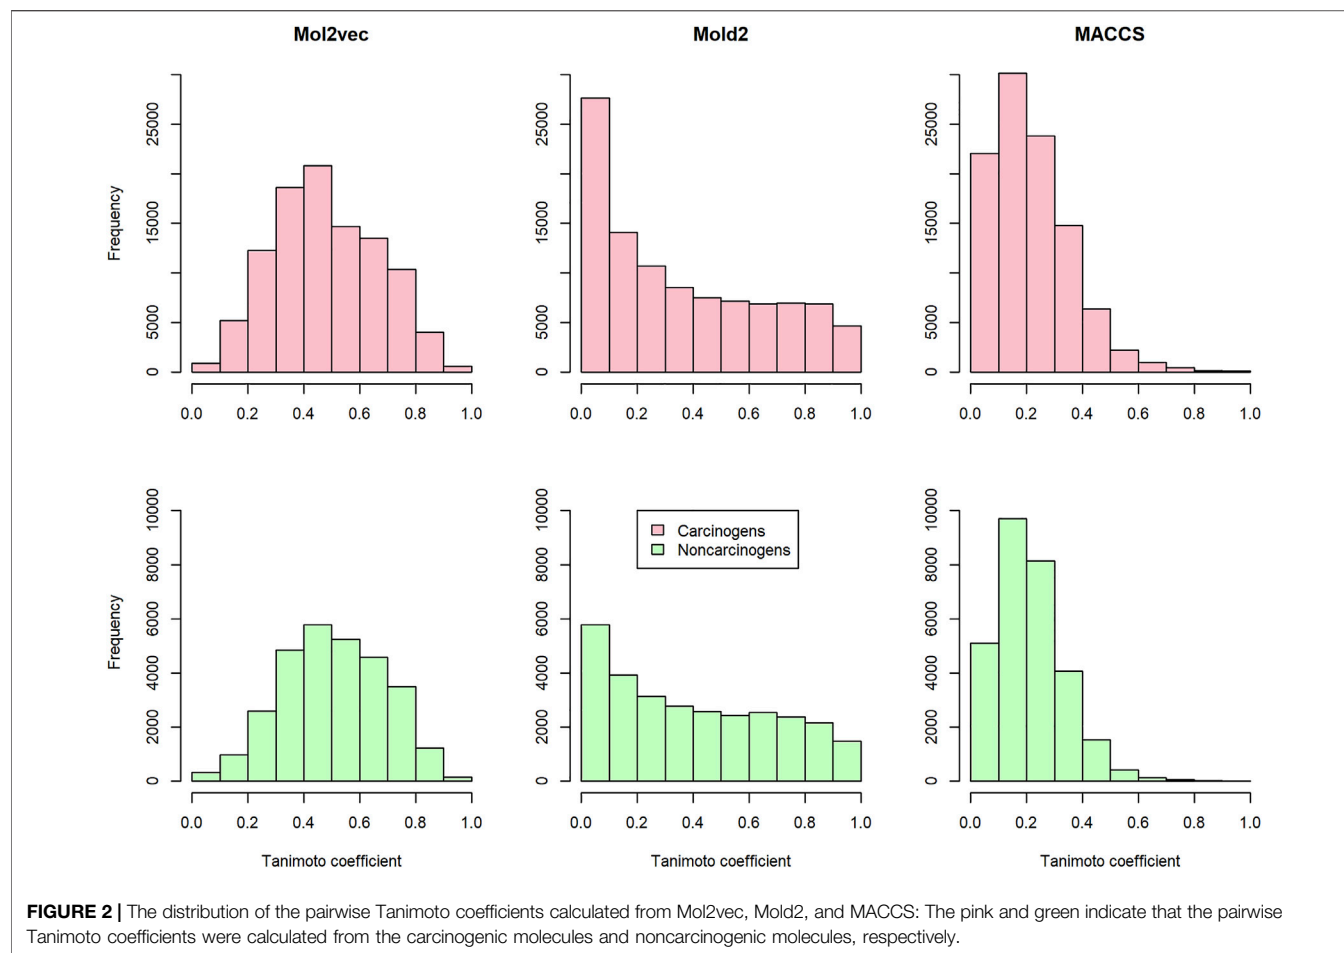 Mol2vec
Mold2
MACCS
Frequency
0 5000 15000 25000
0.0 0.2 0.4 0.6 0.8 1.0
0 5000 15000 25000
0.0 0.2 0.4 0.6 0.8 1.0
0 5000 15000 25000
0.0 0.2 0.4 0.6 0.8 1.0
Frequency
0 2000 4000 6000 8000 10000
0.0 0.2 0.4 0.6 0.8 1.0
Tanimoto coefficient
0 2000 4000 6000 8000 10000
Carcinogens
Noncarcinogens
0.0 0.2 0.4 0.6 0.8 1.0
Tanimoto coefficient
0 2000 4000 6000 8000 10000
0.0 0.2 0.4 0.6 0.8 1.0
Tanimoto coefficient
FIGURE 2 | The distribution of the pairwise Tanimoto coefficients calculated from Mol2vec, Mold2, and MACCS: The pink and green indicate that the pairwise
Tanimoto coefficients were calculated from the carcinogenic molecules and noncarcinogenic molecules, respectively.